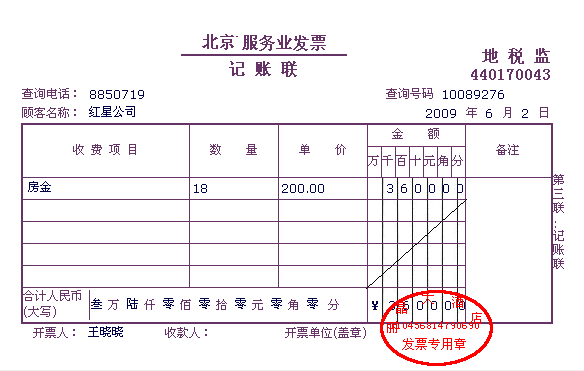 北京 服务业发票
记 账 联
地 税 监
440170043
查询电话： 8850719
查询号码 10089276
顾客名称： 红星公司
2009 年 6 月 2 日
收 费 项 目 数 量 单 价 金 额 备注
万 千 百 十 元 角 分
房金 18 200.00 3 6 0 0 0 0
合计人民币
(大写)
叁 万 陆 仟 零 佰 零 拾 零 元 零 角 零 分 ¥ 3 6 0 0 0 0
开票人： 王晓晓 收款人： 开票单位(盖章)
第三联：记账联
晶大酒店
发票专用章